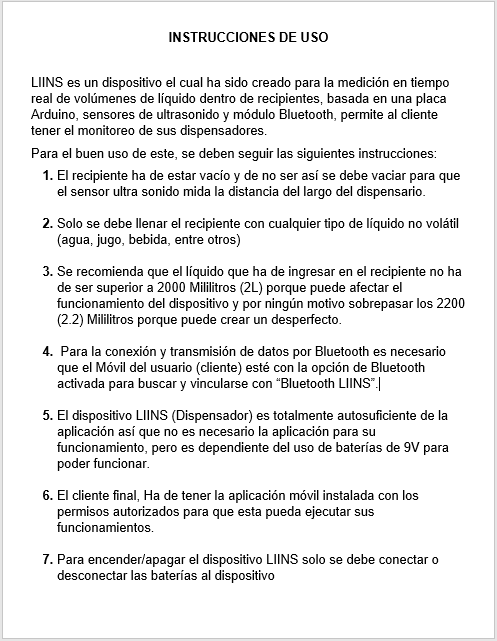 INSTRUCCIONES DE USO
LIINS es un dispositivo el cual ha sido creado para la medición en tiempo
real de volúmenes de líquido dentro de recipientes, basada en una placa
Arduino, sensores de ultrasonido y módulo Bluetooth, permite al cliente
tener el monitoreo de sus dispensadores.
Para el buen uso de este, se deben seguir las siguientes instrucciones:
1. El recipiente ha de estar vacío y de no ser así se debe vaciar para que
el sensor ultra sonido mida la distancia del largo del dispensario.
2. Solo se debe llenar el recipiente con cualquier tipo de líquido no volátil
(agua, jugo, bebida, entre otros)
3. Se recomienda que el líquido que ha de ingresar en el recipiente no ha
de ser superior a 2000 Mililitros (2L) porque puede afectar el
funcionamiento del dispositivo y por ningún motivo sobrepasar los 2200
(2.2) Mililitros porque puede crear un desperfecto.
4. Para la conexión y transmisión de datos por Bluetooth es necesario
que el Móvil del usuario (cliente) esté con la opción de Bluetooth
activada para buscar y vincularse con “Bluetooth LIINS”.
5. El dispositivo LIINS (Dispensador) es totalmente autosuficiente de la
aplicación así que no es necesario la aplicación para su
funcionamiento, pero es dependiente del uso de baterías de 9V para
poder funcionar.
6. El cliente final, Ha de tener la aplicación móvil instalada con los
permisos autorizados para que esta pueda ejecutar sus
funcionamientos.
7. Para encender/apagar el dispositivo LIINS solo se debe conectar o
desconectar las baterías al dispositivo